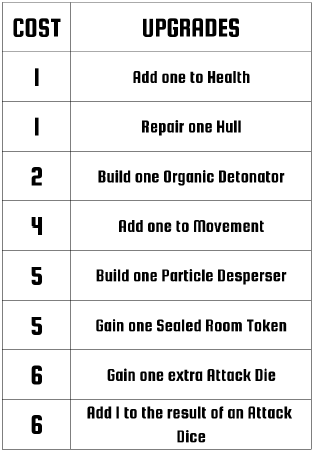 COST UPGRADES
1 Add one to Health
1 Repair one Hull
2 Build one Organic Detonator
4 Add one to Movement
5 Build one Particle Desperser
5 Gain one Sealed Room Token
6 Gain one extra Attack Die
6 Add 1 to the result of an Attack
Dice